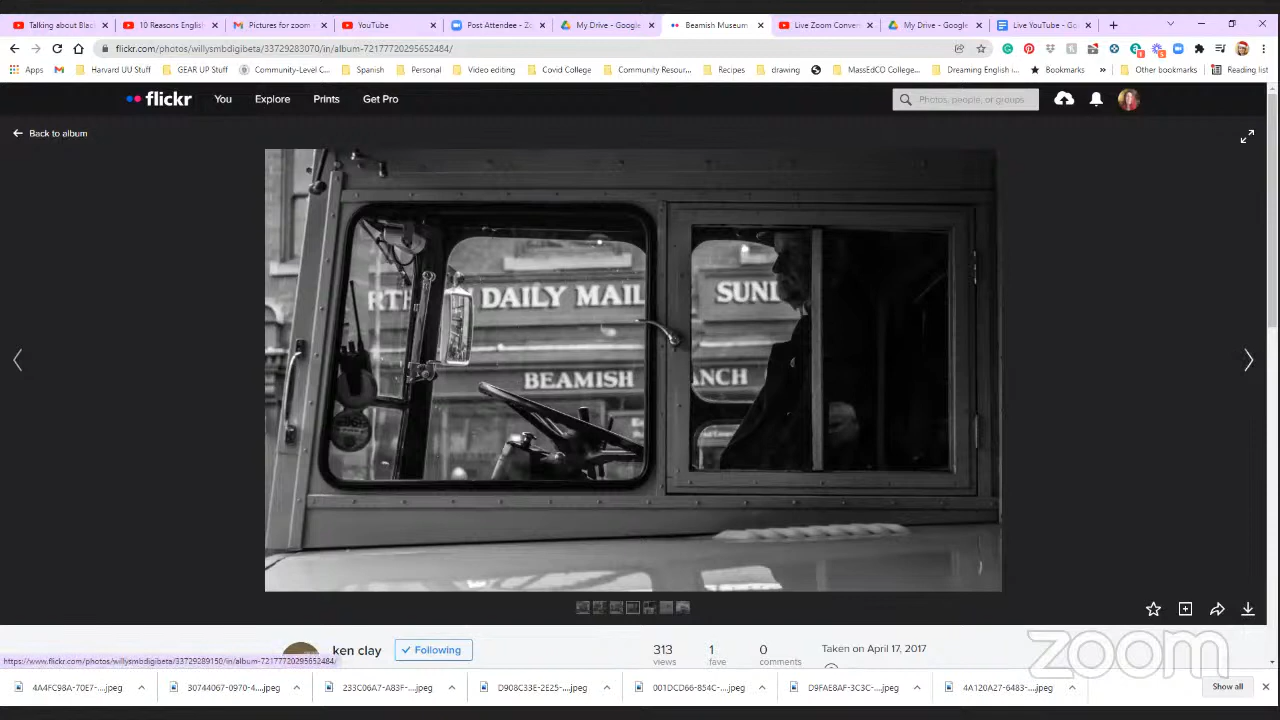 Talking about Blac
10 Reasons English
Pictures for zoom
YouTube
Post Attendee - Zo
My Drive - Google
Beamish Museum
Live Zoom Conver
My Drive - Google
Live YouTube - Go
flickr.com/photos/willysmbdigibeta/33729283070/in/album-72177720295652484/
Apps
Harvard UU Stuff
GEAR UP Stuff
Community-Level C...
Spanish
Personal
Video editing
Covid College
Community Resour...
Recipes
drawing
MassEdCO College...
Dreaming English i...
Bookmarks
»
Other bookmarks
Reading list
flickr
You
Explore
Prints
Get Pro
Photos, people, or groups
Back to album
DAILY MAIL
SUN
BEAMISH
ANCH
ken clay
Following
313
views
1
fave
0
comments
Taken on April 17, 2017
https://www.flickr.com/photos/willysmbdigibeta/33729289150/in/album-72177720295652484/
zoom
4A4FC98A-70E7-....jpeg
30744067-0970-4....jpeg
233C06A7-A83F-....jpeg
D908C33E-2E25-....jpeg
001DCD66-B54C-....jpeg
D9FAE8AF-3C3C-....jpeg
4A120A27-6483-....jpeg
Show all